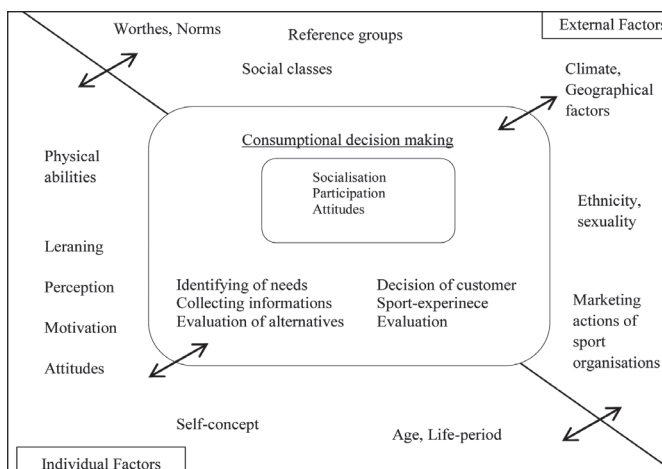 External Factors
Worthes, Norms
Reference groups
Social classes
Climate,
Geographical
factors
Consumptional decision making
Socialisation
Participation
Attitudes
Physical
abilities
Ethnicity,
sexuality
Leraning
Perception
Motivation
Attitudes
Identifying of needs
Collecting informations
Evaluation of alternatives
Decision of customer
Sport-experinece
Evaluation
Marketing
actions of
sport
organisations
Self-concept
Age, Life-period
Individual Factors